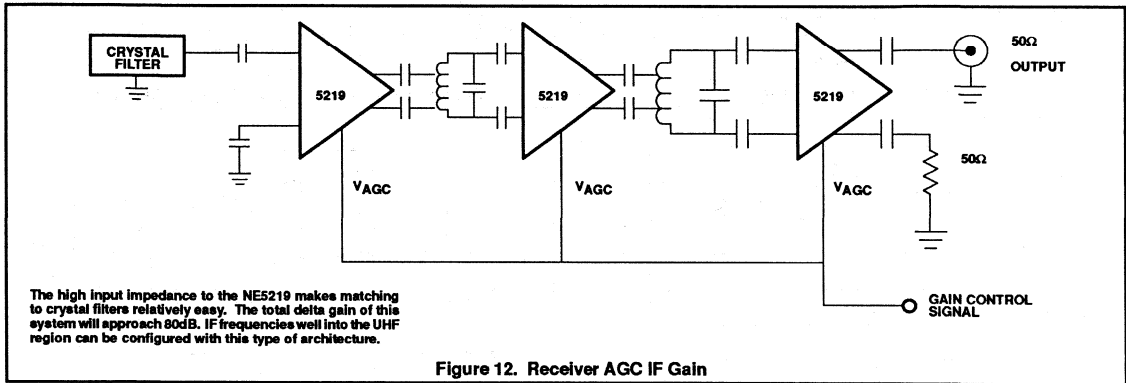 CRYSTAL
FILTER
5219
5219
5219
50Ω
OUTPUT
50Ω
VAGC
VAGC
VAGC
GAIN CONTROL
SIGNAL
The high input impedance to the NE5219 makes matching
to crystal filters relatively easy. The total delta gain of this
system will approach 80dB. IF frequencies well into the UHF
region can be configured with this type of architecture.
Figure 12. Receiver AGC IF Gain